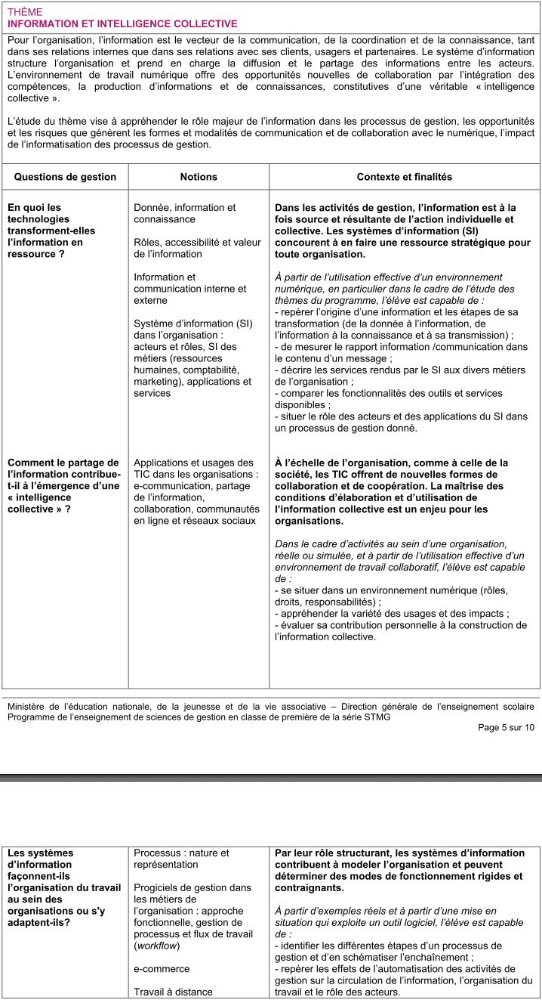 THÈME
INFORMATION ET INTELLIGENCE COLLECTIVE
Pour l’organisation, l’information est le vecteur de la communication, de la coordination et de la connaissance, tant
dans ses relations internes que dans ses relations avec ses clients, usagers et partenaires. Le système d’information
structure l’organisation et prend en charge la diffusion et le partage des informations entre les acteurs.
L’environnement de travail numérique offre des opportunités nouvelles de collaboration par l’intégration des
compétences, la production d’informations et de connaissances, constitutives d’une véritable « intelligence
collective ».
L’étude du thème vise à appréhender le rôle majeur de l’information dans les processus de gestion, les opportunités
et les risques que génèrent les formes et modalités de communication et de collaboration avec le numérique, l’impact
de l’informatisation des processus de gestion.
Questions de gestion
Notions
Contexte et finalités
En quoi les
technologies
transforment-elles
l’information en
ressource ?
Donnée, information et
connaissance
Rôles, accessibilité et valeur
de l’information
Information et
communication interne et
externe
Système d’information (SI)
dans l’organisation :
acteurs et rôles, SI des
métiers (ressources
humaines, comptabilité,
marketing), applications et
services
Dans les activités de gestion, l’information est à la
fois source et résultante de l’action individuelle et
collective. Les systèmes d’information (SI)
concourent à en faire une ressource stratégique pour
toute organisation.
À partir de l’utilisation effective d’un environnement
numérique, en particulier dans le cadre de l’étude des
thèmes du programme, l’élève est capable de :
- repérer l’origine d’une information et les étapes de sa
transformation (de la donnée à l’information, de
l’information à la connaissance et à sa transmission) ;
- de mesurer le rapport information /communication dans
le contenu d’un message ;
- décrire les services rendus par le SI aux divers métiers
de l’organisation ;
- comparer les fonctionnalités des outils et services
disponibles ;
- situer le rôle des acteurs et des applications du SI dans
un processus de gestion donné.
Comment le partage de
l’information contribue-
t-il à l’émergence d’une
« intelligence
collective » ?
Applications et usages des
TIC dans les organisations :
e-communication, partage
de l’information,
collaboration, communautés
en ligne et réseaux sociaux
À l’échelle de l’organisation, comme à celle de la
société, les TIC offrent de nouvelles formes de
collaboration et de coopération. La maîtrise des
conditions d’élaboration et d’utilisation de
l’information collective est un enjeu pour les
organisations.
Dans le cadre d’activités au sein d’une organisation,
réelle ou simulée, et à partir de l’utilisation effective d’un
environnement de travail collaboratif, l’élève est capable
de :
- se situer dans un environnement numérique (rôles,
droits, responsabilités) ;
- appréhender la variété des usages et des impacts ;
- évaluer sa contribution personnelle à la construction de
l’information collective.
Ministère de l’éducation nationale, de la jeunesse et de la vie associative – Direction générale de l’enseignement scolaire
Programme de l’enseignement de sciences de gestion en classe de première de la série STMG
Page 5 sur 10
Les systèmes
d’information
façonnent-ils
l’organisation du travail
au sein des
organisations ou s'y
adaptent-ils?
Processus : nature et
représentation
Progiciels de gestion dans
les métiers de
l’organisation : approche
fonctionnelle, gestion de
processus et flux de travail
(workflow)
e-commerce
Travail à distance
Par leur rôle structurant, les systèmes d’information
contribuent à modeler l’organisation et peuvent
déterminer des modes de fonctionnement rigides et
contraignants.
À partir d’exemples réels et à partir d’une mise en
situation qui exploite un outil logiciel, l’élève est capable
de :
- identifier les différentes étapes d’un processus de
gestion et d’en schématiser l’enchaînement ;
- repérer les effets de l’automatisation des activités de
gestion sur la circulation de l’information, l’organisation du
travail et le rôle des acteurs.